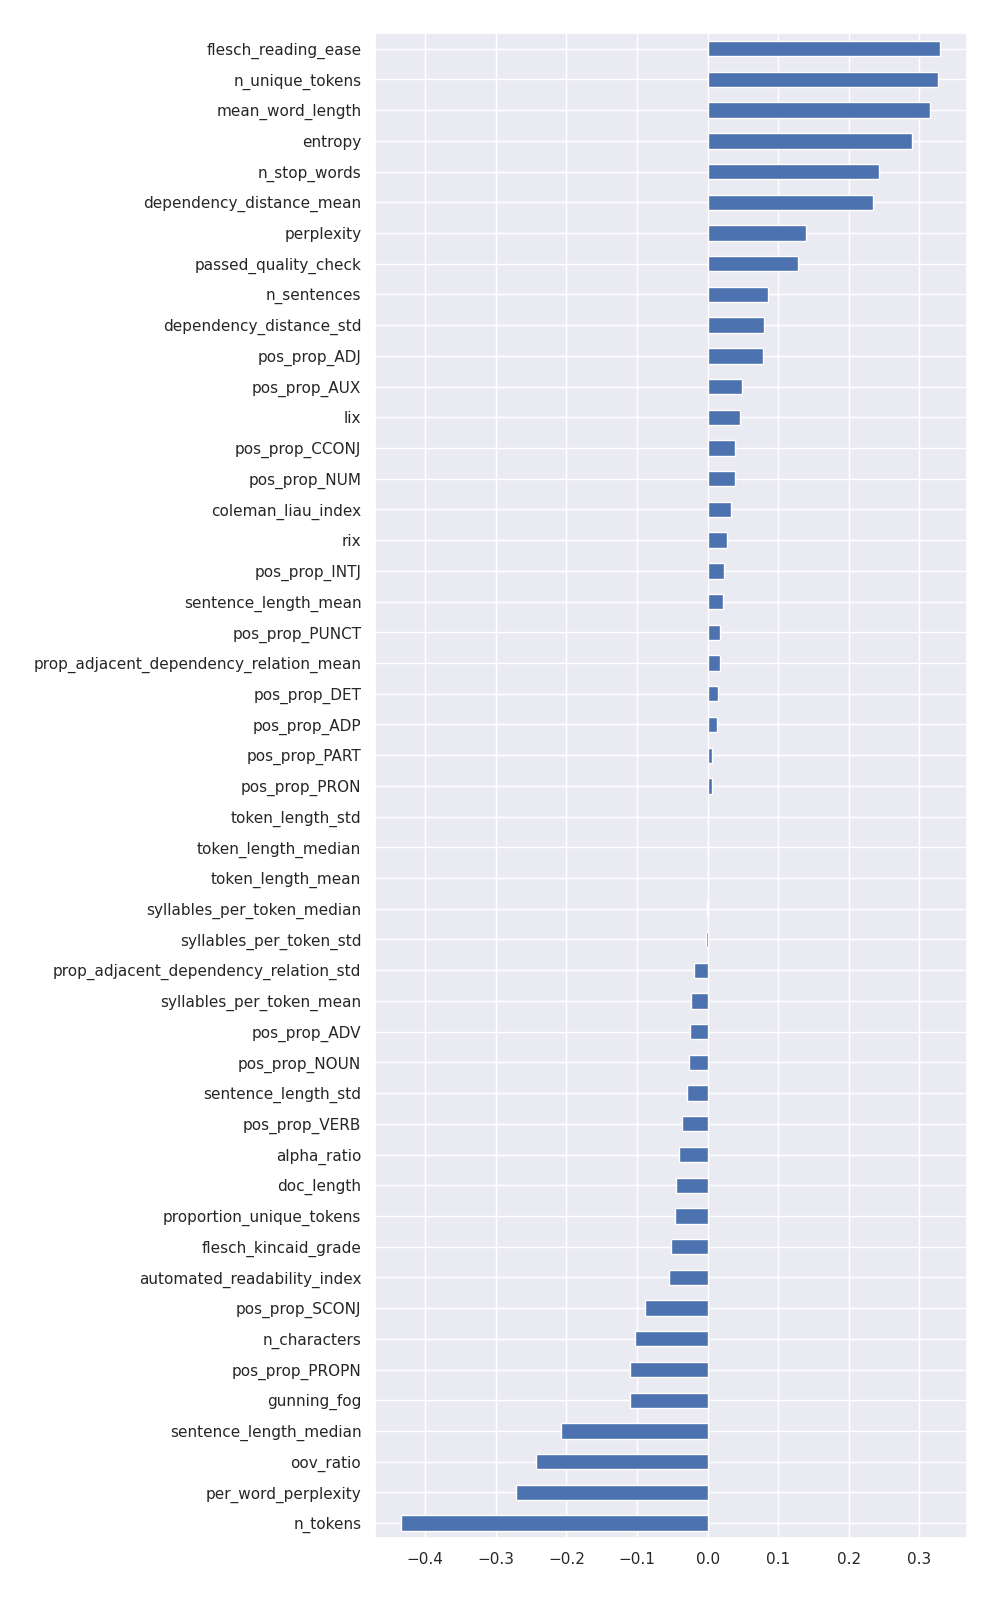 flesch_reading_ease
n_unique_tokens
mean_word_length
entropy
n_stop_words
dependency_distance_mean
perplexity
passed_quality_check
n_sentences
dependency_distance_std
pos_prop_ADJ
pos_prop_AUX
lix
pos_prop_CCONJ
pos_prop_NUM
coleman_liau_index
rix
pos_prop_INTJ
sentence_length_mean
pos_prop_PUNCT
prop_adjacent_dependency_relation_mean
pos_prop_DET
pos_prop_ADP
pos_prop_PART
pos_prop_PRON
token_length_std
token_length_median
token_length_mean
syllables_per_token_median
syllables_per_token_std
prop_adjacent_dependency_relation_std
syllables_per_token_mean
pos_prop_ADV
pos_prop_NOUN
sentence_length_std
pos_prop_VERB
alpha_ratio
doc_length
proportion_unique_tokens
flesch_kincaid_grade
automated_readability_index
pos_prop_SCONJ
n_characters
pos_prop_PROPN
gunning_fog
sentence_length_median
oov_ratio
per_word_perplexity
n_tokens
−0.4 −0.3 −0.2 −0.1 0.0 0.1 0.2 0.3